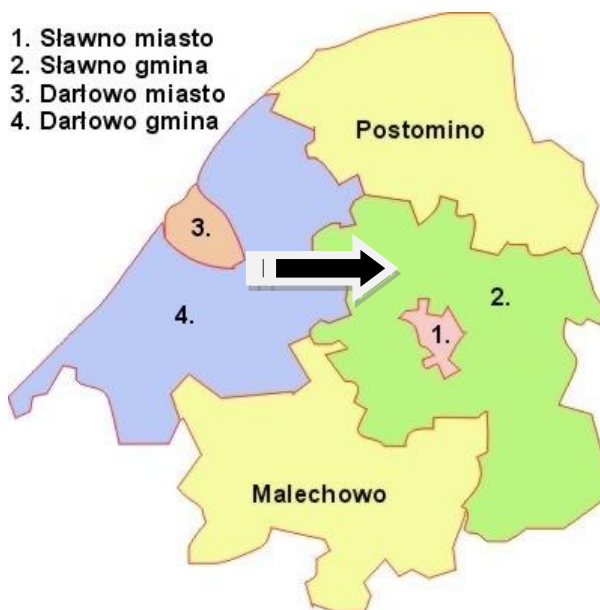 1. Sławno miasto
2. Sławno gmina
3. Darłowo miasto
4. Darłowo gmina
Postomino
3.
2.
4.
1.
Malechowo